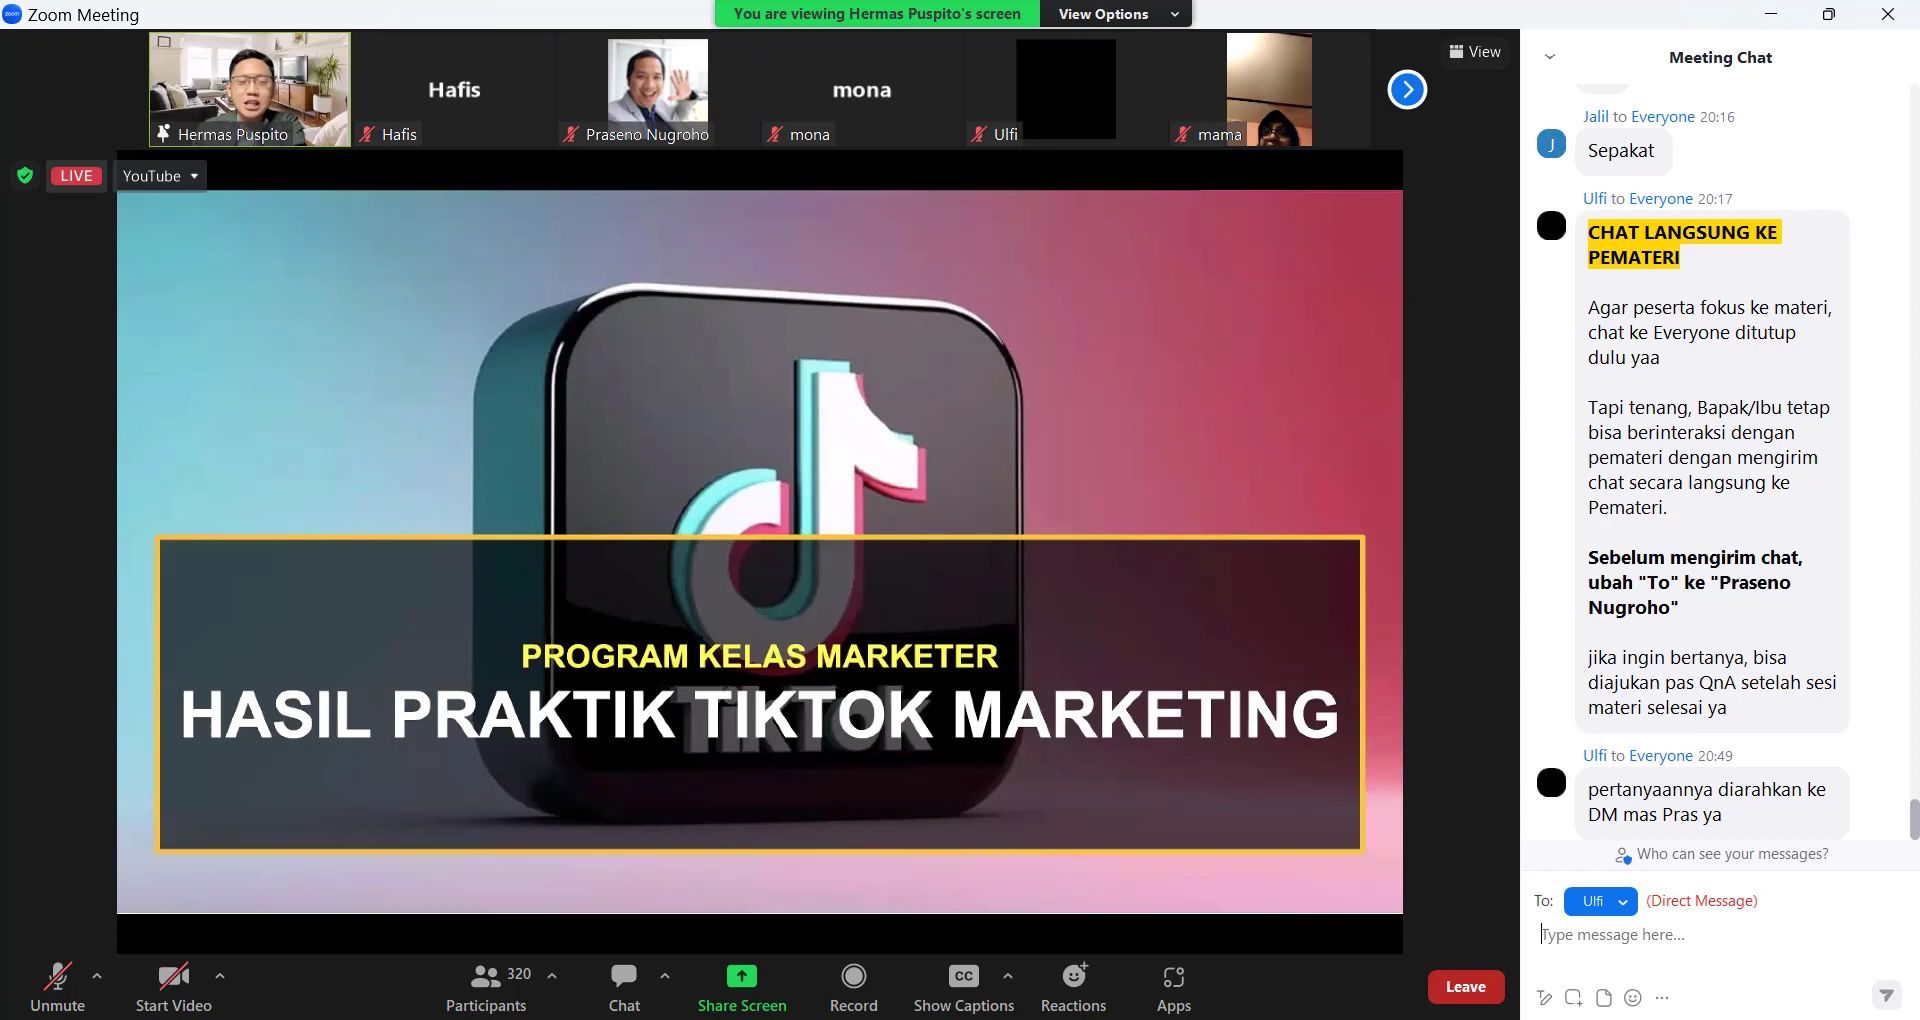 Zoom Meeting
You are viewing Hermas Puspito's screen
View Options
View
Hermas Puspito
Hafis
Hafis
Praseno Nugroho
mona
mona
Ulfi
mama
LIVE
YouTube
TikTok
PROGRAM KELAS MARKETER
HASIL PRAKTIK TIKTOK MARKETING
Unmute
Start Video
320
Participants
Chat
Share Screen
Record
CC
Show Captions
Reactions
Apps
Leave
Meeting Chat
Jalil to Everyone 20:16
J
Sepakat
Ulfi to Everyone 20:17
CHAT LANGSUNG KE
PEMATERI
Agar peserta fokus ke materi,
chat ke Everyone ditutup
dulu yaa
Tapi tenang, Bapak/Ibu tetap
bisa berinteraksi dengan
pemateri dengan mengirim
chat secara langsung ke
Pemateri.
Sebelum mengirim chat,
ubah "To" ke "Praseno
Nugroho"
jika ingin bertanya, bisa
diajukan pas QnA setelah sesi
materi selesai ya
Ulfi to Everyone 20:49
pertanyaannya diarahkan ke
DM mas Pras ya
Who can see your messages?
To: Ulfi (Direct Message)
Type message here...